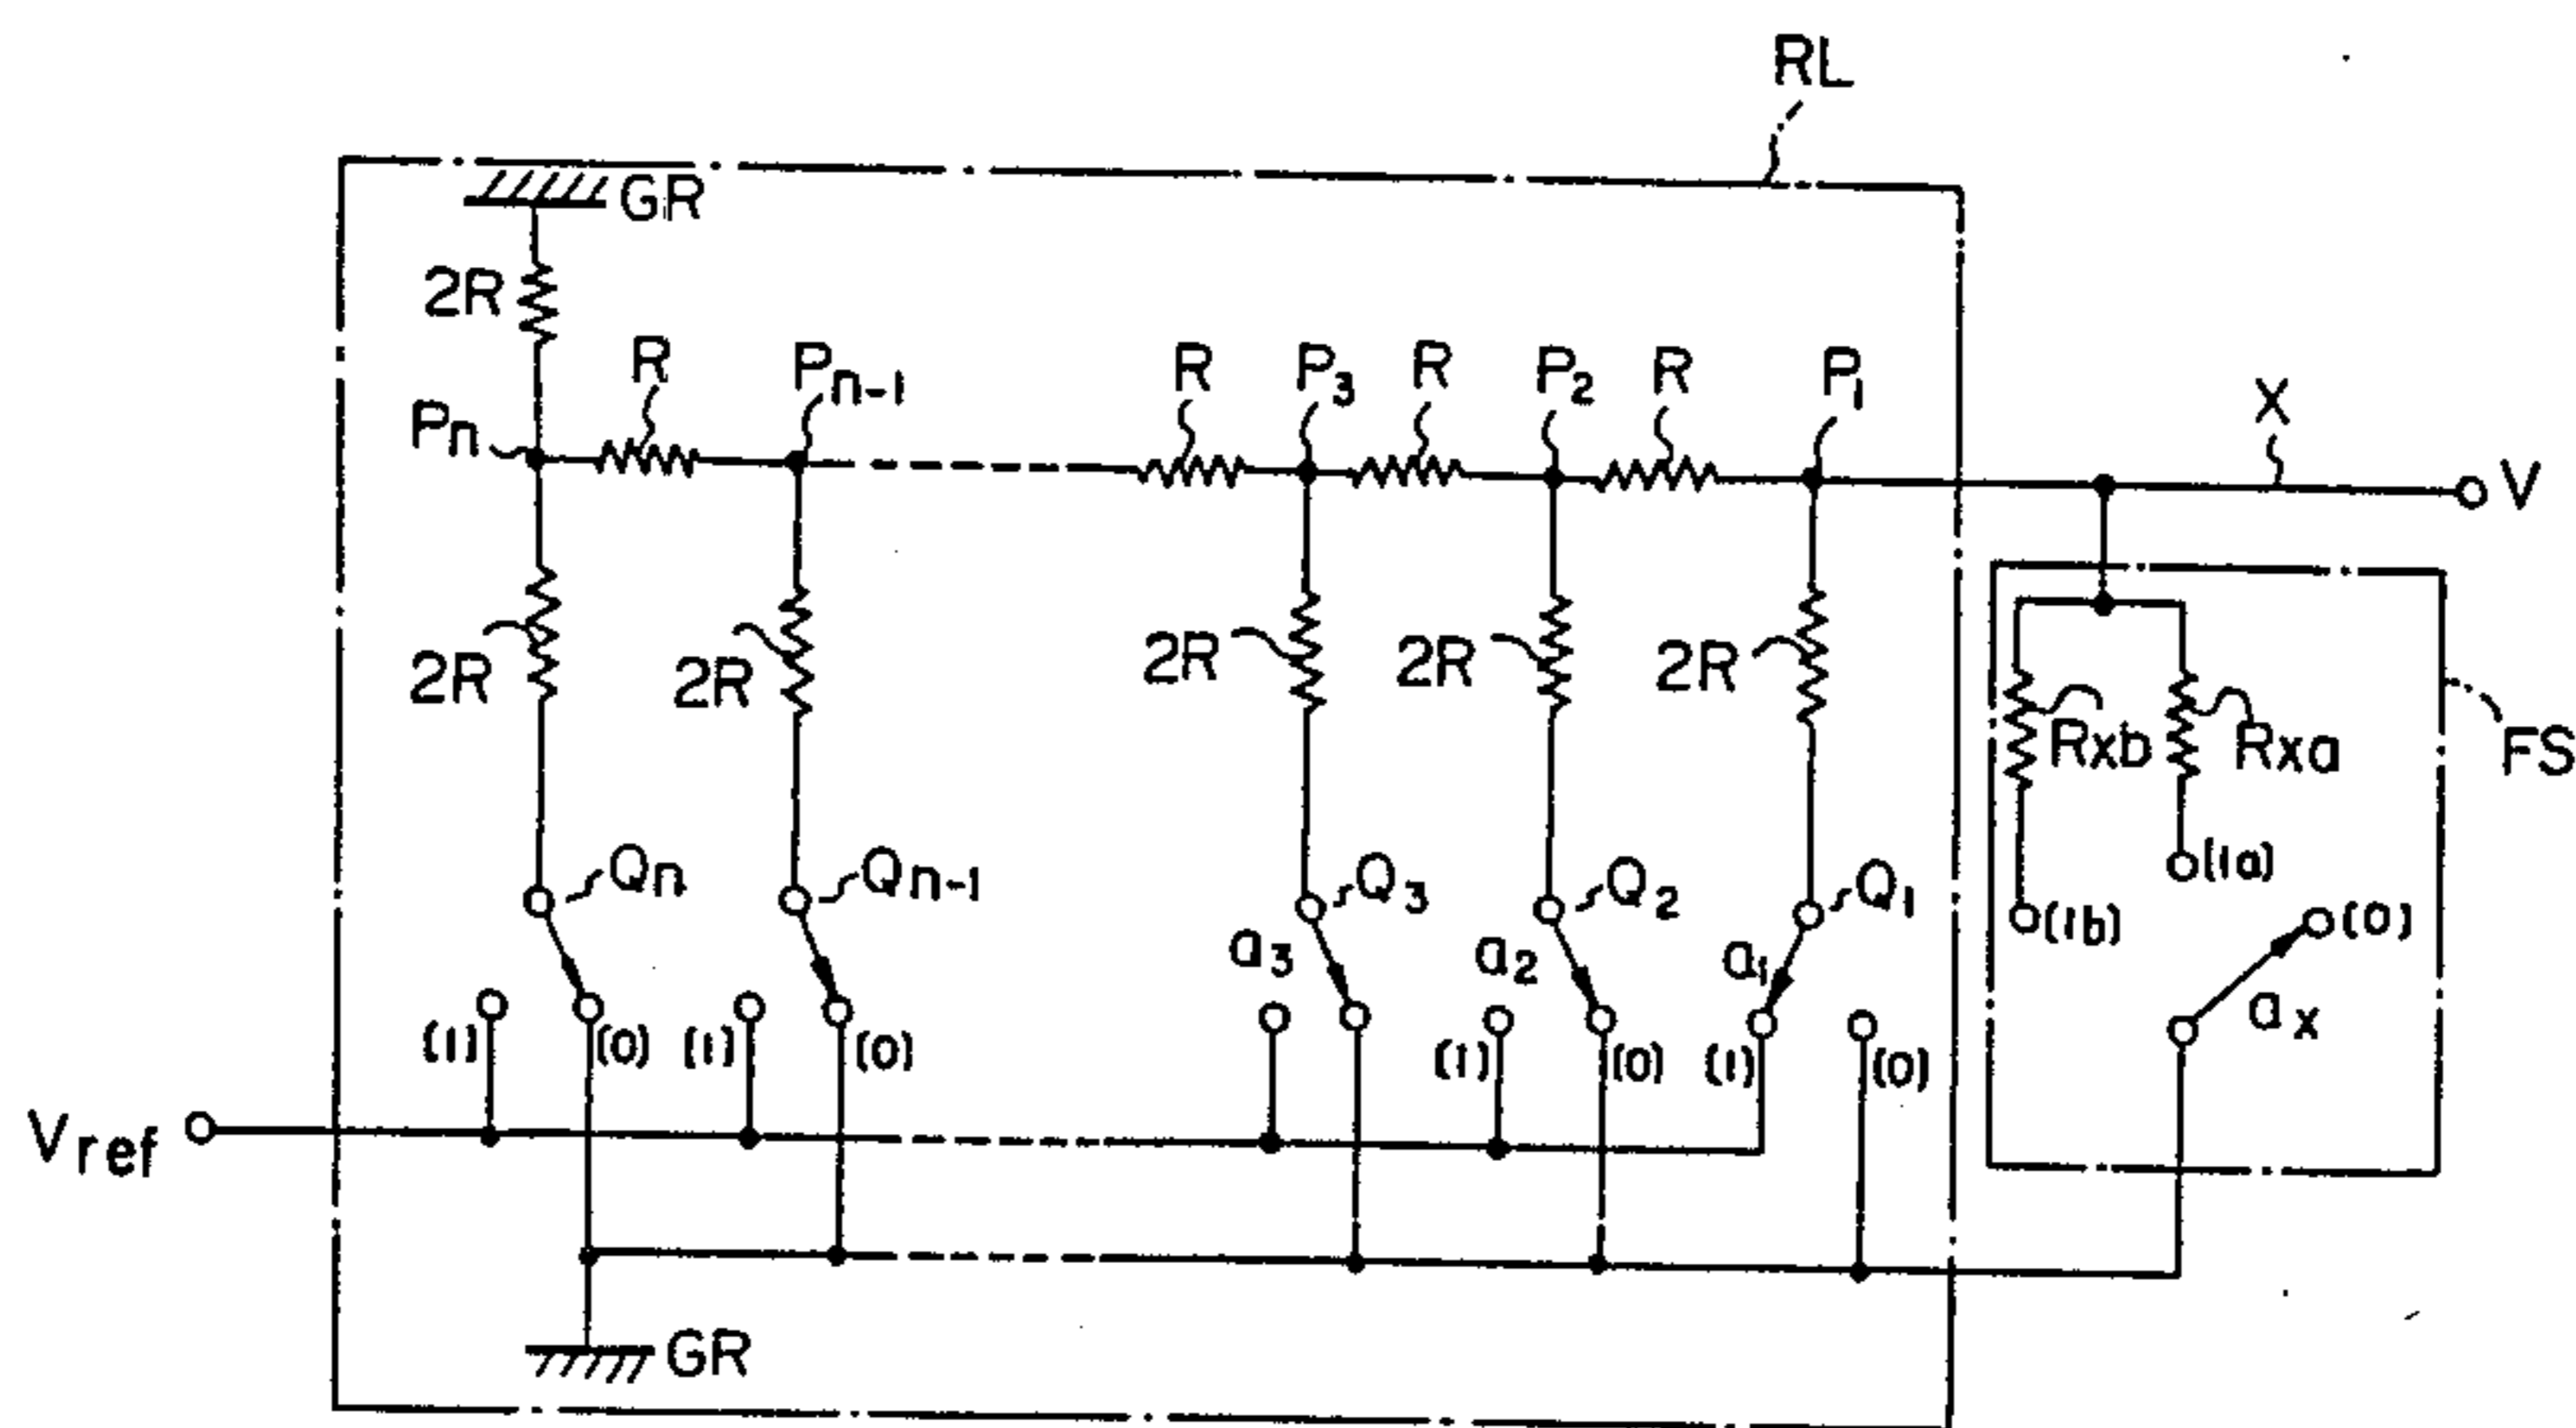 RL
GR
2R
R
Pn-1
R
P3
R
P2
R
P1
X
Pn
V
2R
2R
2R
2R
2R
Rxb
Rxa
FS
Qn
Qn-1
Q3
Q2
Q1
(1a)
(1b)
(0)
a3
a2
a1
ax
(1)
(0)
(1)
(0)
(1)
(0)
(1)
(0)
Vref
GR